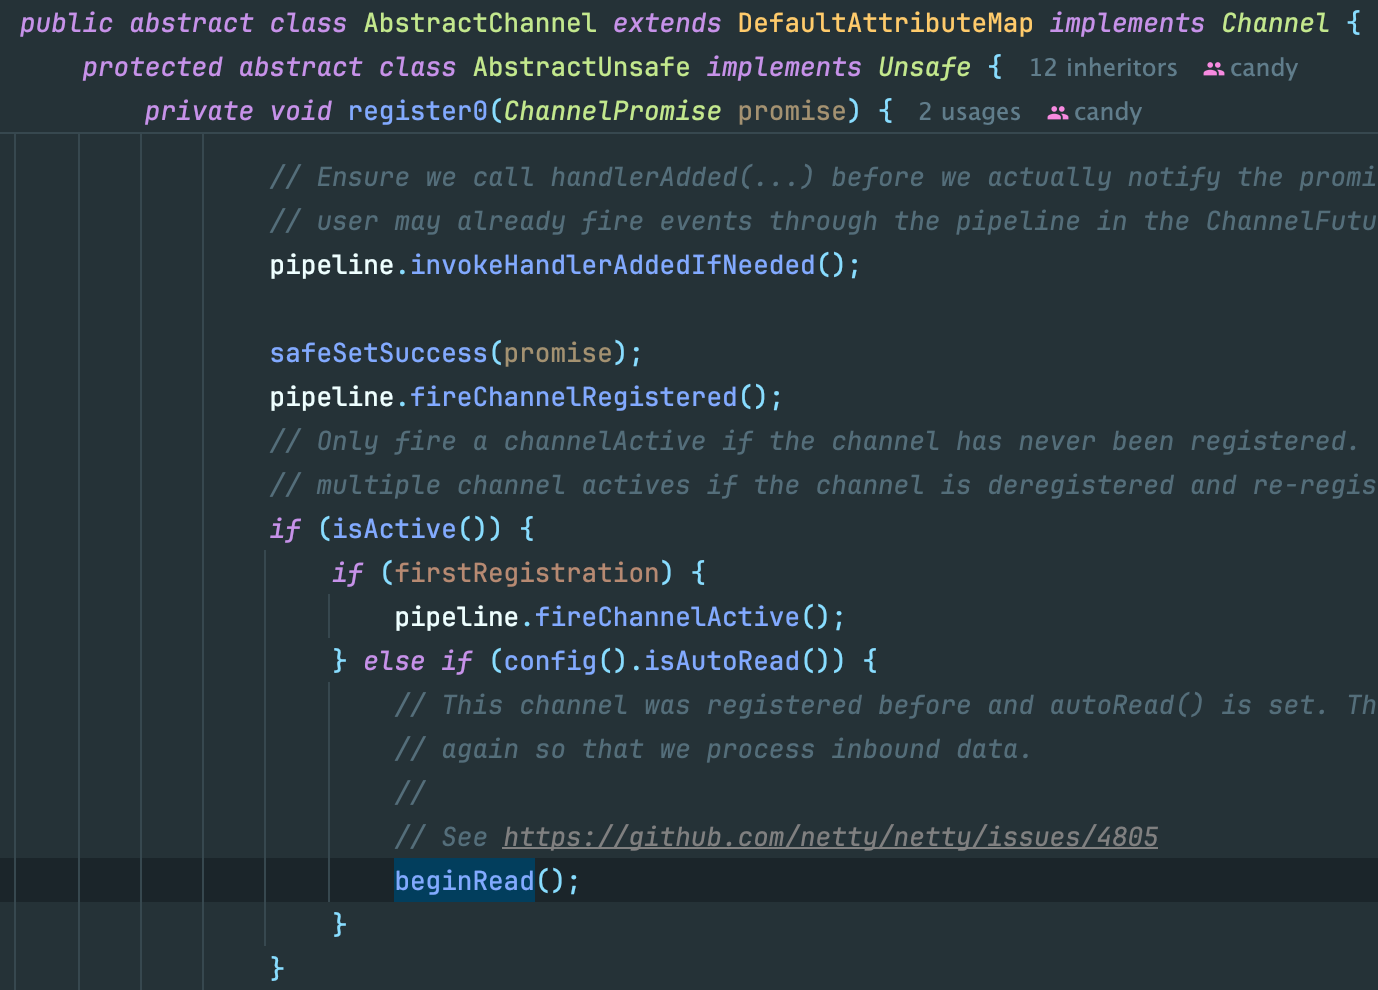 public abstract class AbstractChannel extends DefaultAttributeMap implements Channel {
protected abstract class AbstractUnsafe implements Unsafe { 12 inheritors candy
private void register0(ChannelPromise promise) { 2 usages candy
// Ensure we call handlerAdded(...) before we actually notify the promi
// user may already fire events through the pipeline in the ChannelFutu
pipeline.invokeHandlerAddedIfNeeded();
safeSetSuccess(promise);
pipeline.fireChannelRegistered();
// Only fire a channelActive if the channel has never been registered.
// multiple channel actives if the channel is deregistered and re-regis
if (isActive()) {
if (firstRegistration) {
pipeline.fireChannelActive();
} else if (config().isAutoRead()) {
// This channel was registered before and autoRead() is set. Th
// again so that we process inbound data.
//
// See https://github.com/netty/netty/issues/4805
beginRead();
}
}